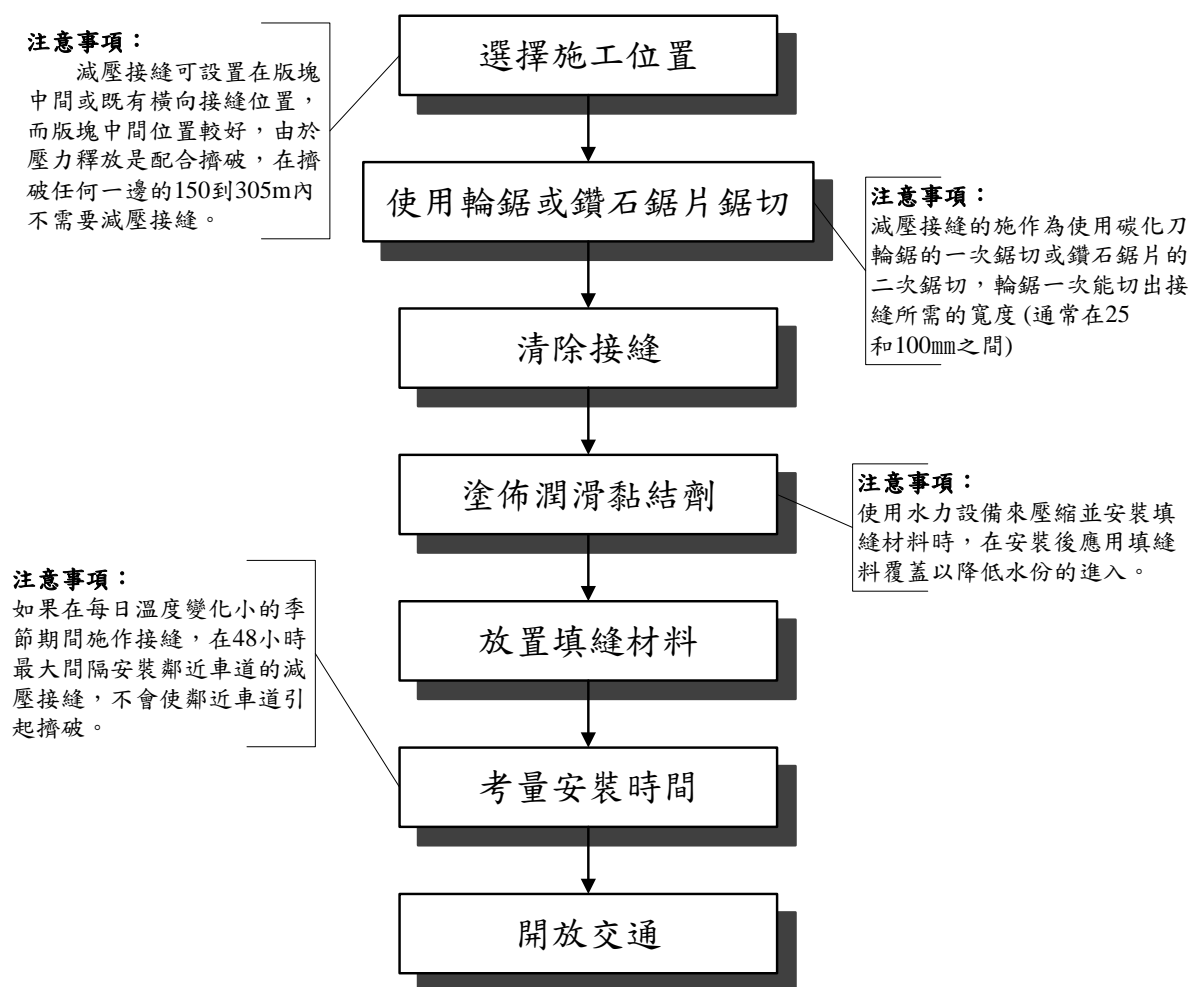 選擇施工位置
注意事項：
減壓接縫可設置在版塊
中間或既有橫向接縫位置，
而版塊中間位置較好，由於
壓力釋放是配合擠破，在擠
破任何一邊的150到305m內
不需要減壓接縫。
使用輪鋸或鑽石鋸片鋸切
注意事項：
減壓接縫的施作為使用碳化刀
輪鋸的一次鋸切或鑽石鋸片的
二次鋸切，輪鋸一次能切出接
縫所需的寬度 (通常在25
和100㎜之間)
清除接縫
塗佈潤滑黏結劑
注意事項：
使用水力設備來壓縮並安裝填
縫材料時，在安裝後應用填縫
料覆蓋以降低水份的進入。
放置填縫材料
注意事項：
如果在每日溫度變化小的季
節期間施作接縫，在48小時
最大間隔安裝鄰近車道的減
壓接縫，不會使鄰近車道引
起擠破。
考量安裝時間
開放交通